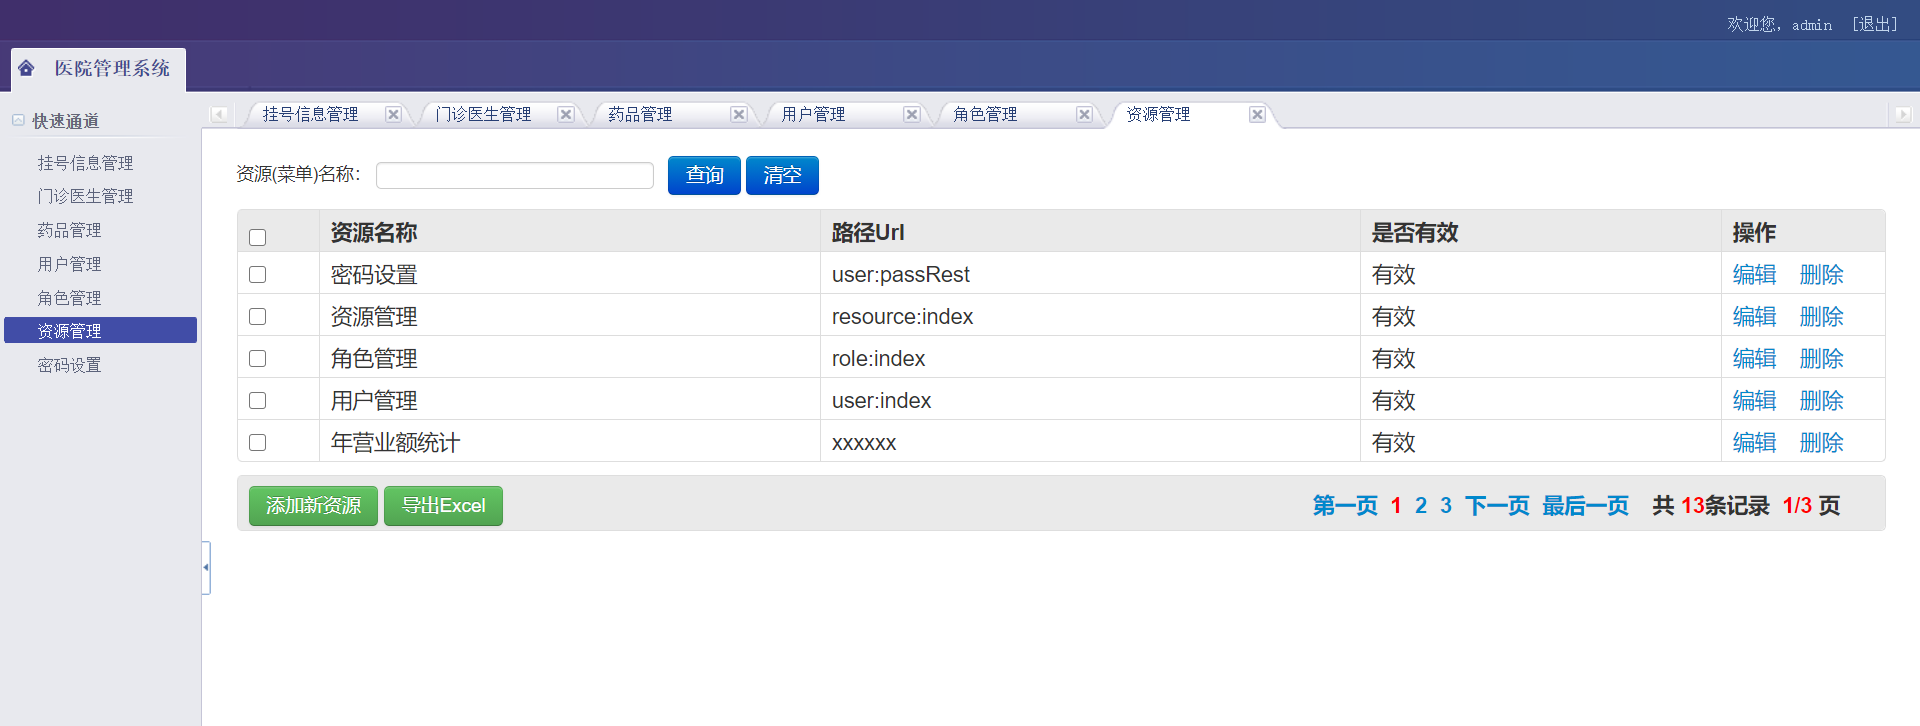 欢迎您，admin [退出]
医院管理系统
快速通道
挂号信息管理
门诊医生管理
药品管理
用户管理
角色管理
资源管理
密码设置
挂号信息管理 门诊医生管理 药品管理 用户管理 角色管理 资源管理
资源(菜单)名称： 查询 清空
资源名称 路径Url 是否有效 操作
密码设置 user:passRest 有效 编辑 删除
资源管理 resource:index 有效 编辑 删除
角色管理 role:index 有效 编辑 删除
用户管理 user:index 有效 编辑 删除
年营业额统计 xxxxxx 有效 编辑 删除
添加新资源 导出Excel 第一页 1 2 3 下一页 最后一页 共 13条记录 1/3 页